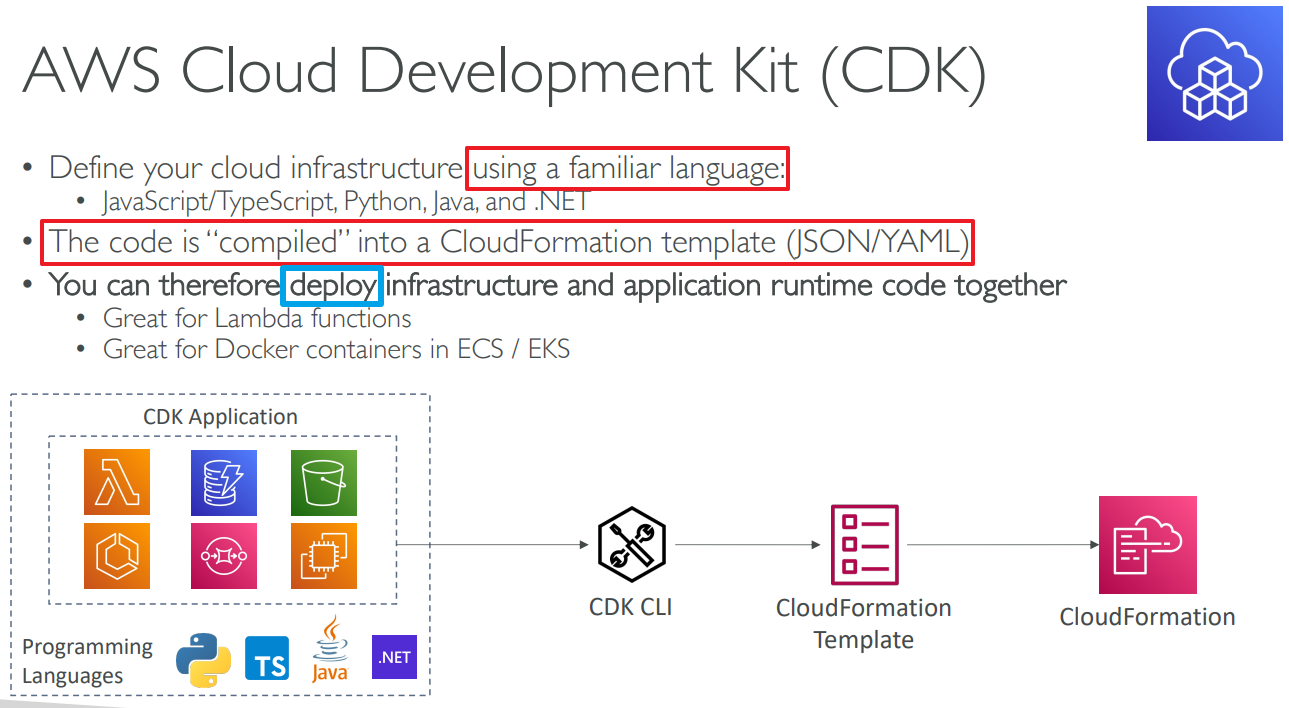 AWS Cloud Development Kit (CDK)
• Define your cloud infrastructure using a familiar language:
• JavaScript/TypeScript, Python, Java, and .NET
• The code is “compiled” into a CloudFormation template (JSON/YAML)
• You can therefore deploy infrastructure and application runtime code together
• Great for Lambda functions
• Great for Docker containers in ECS / EKS
CDK Application
Programming
Languages
TS
Java
.NET
CDK CLI
CloudFormation
Template
CloudFormation